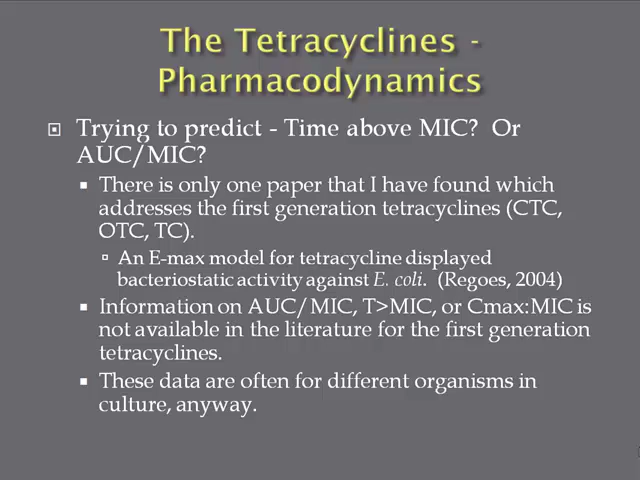 The Tetracyclines -
Pharmacodynamics
Trying to predict - Time above MIC? Or
AUC/MIC?
There is only one paper that I have found which
addresses the first generation tetracyclines (CTC,
OTC, TC).
An E-max model for tetracycline displayed
bacteriostatic activity against E. coli. (Regoes, 2004)
Information on AUC/MIC, T>MIC, or Cmax:MIC is
not available in the literature for the first generation
tetracyclines.
These data are often for different organisms in
culture, anyway.